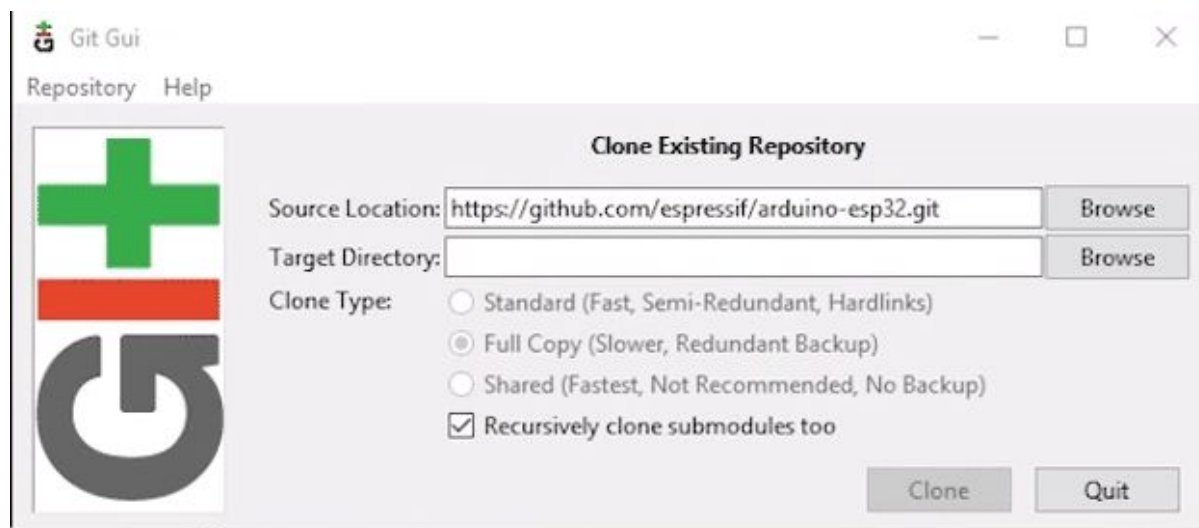 Git Gui
Repository Help
Clone Existing Repository
Source Location: https://github.com/espressif/arduino-esp32.git Browse
Target Directory: Browse
Clone Type: Standard (Fast, Semi-Redundant, Hardlinks)
Full Copy (Slower, Redundant Backup)
Shared (Fastest, Not Recommended, No Backup)
Recursively clone submodules too
Clone Quit